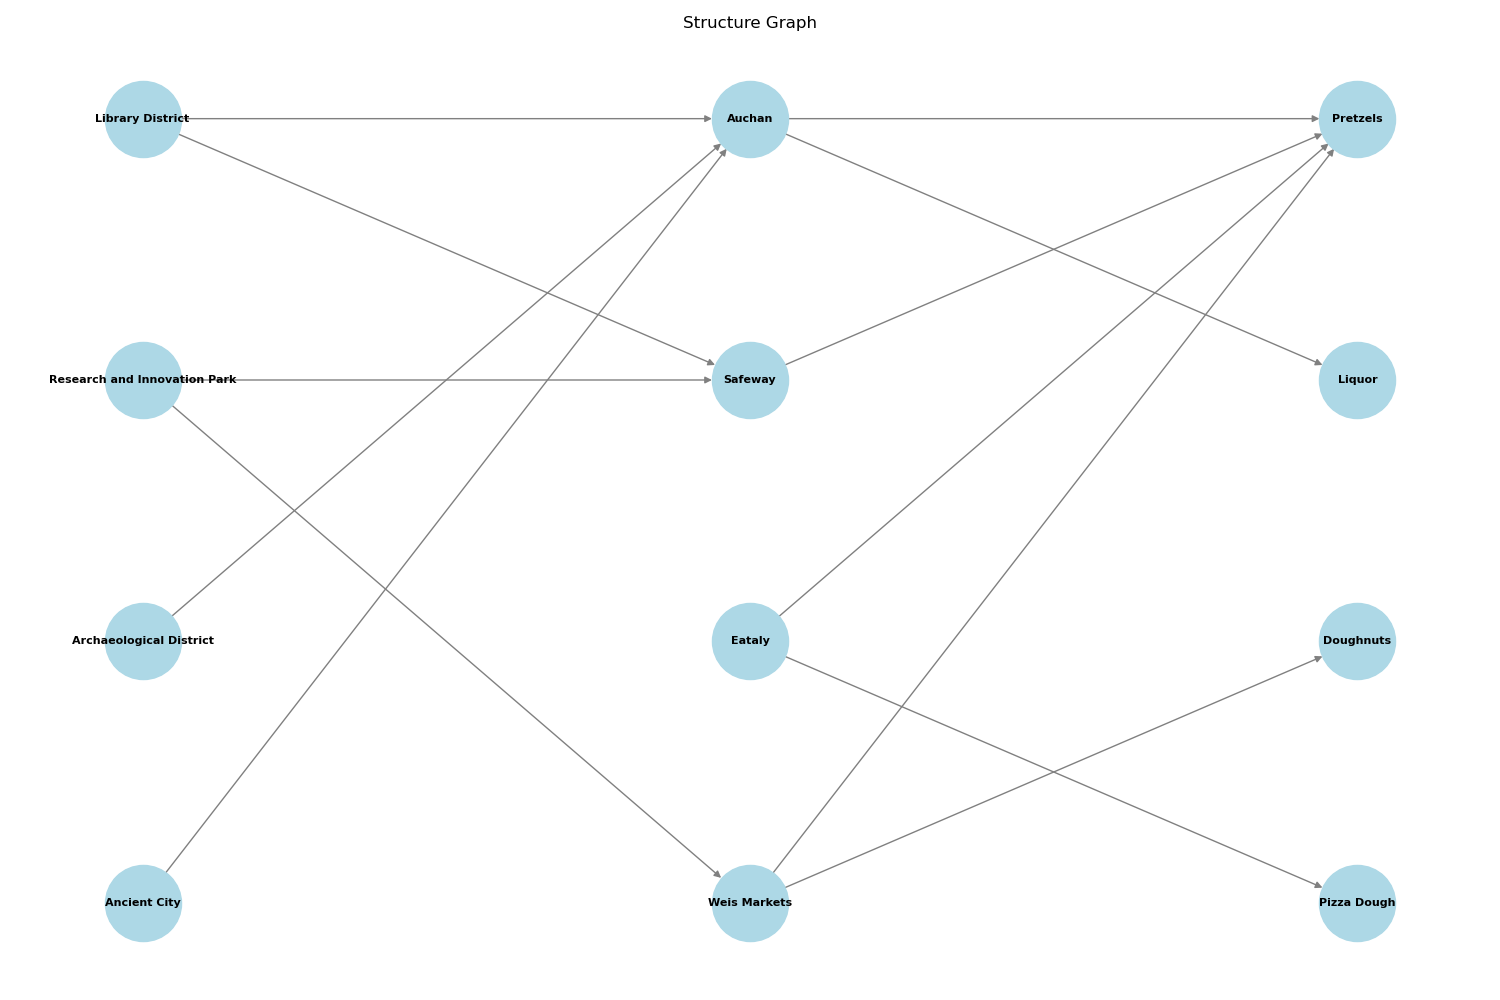 Structure Graph
Library District
Auchan
Pretzels
Research and Innovation Park
Safeway
Liquor
Archaeological District
Eataly
Doughnuts
Ancient City
Weis Markets
Pizza Dough